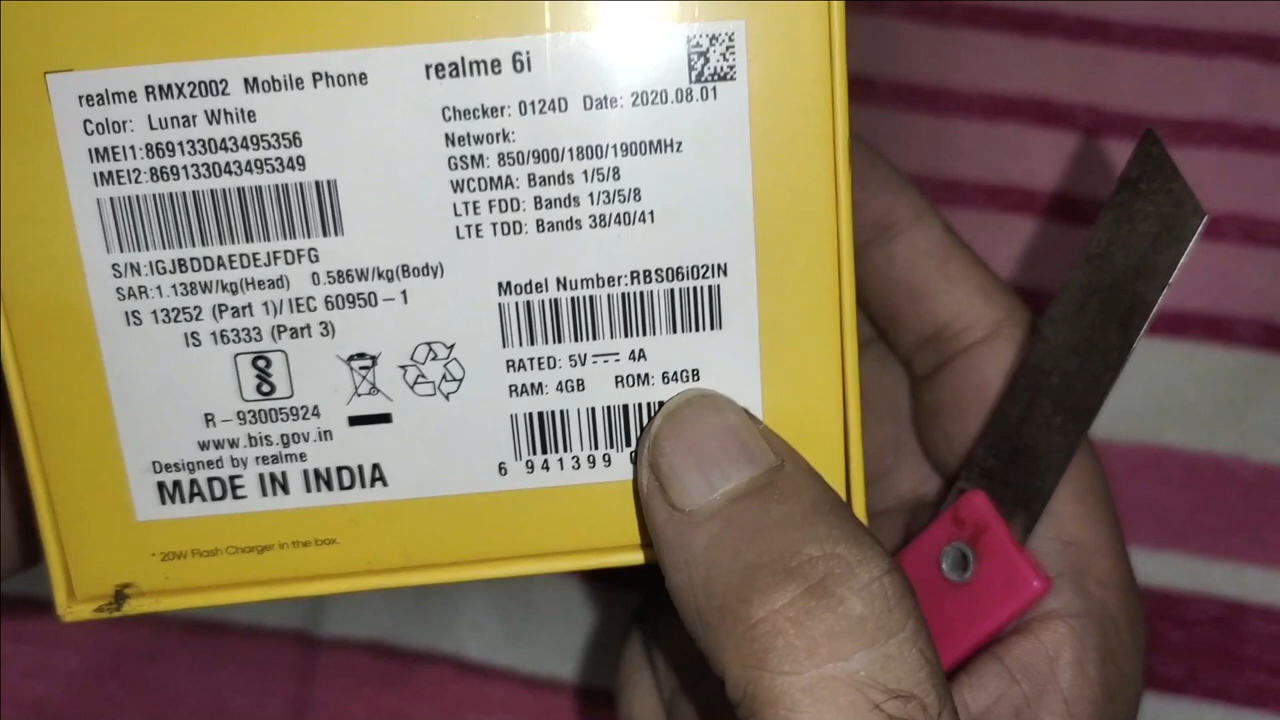 realme RMX2002 Mobile Phone
Color: Lunar White
IMEI1:869133043495356
IMEI2:869133043495349
S/N:IGJBDDAEDEJFDFG
SAR:1.138W/kg(Head) 0.586W/kg(Body)
IS 13252 (Part 1)/ IEC 60950-1
IS 16333 (Part 3)
R-93005924
www.bis.gov.in
Designed by realme
MADE IN INDIA
realme 6i
Checker: 0124D Date: 2020.08.01
Network:
GSM: 850/900/1800/1900MHz
WCDMA: Bands 1/5/8
LTE FDD: Bands 1/3/5/8
LTE TDD: Bands 38/40/41
Model Number:RBS06i02IN
RATED: 5V⎓ 4A
RAM: 4GB ROM: 64GB
6 941399
* 20W Flash Charger in the box.